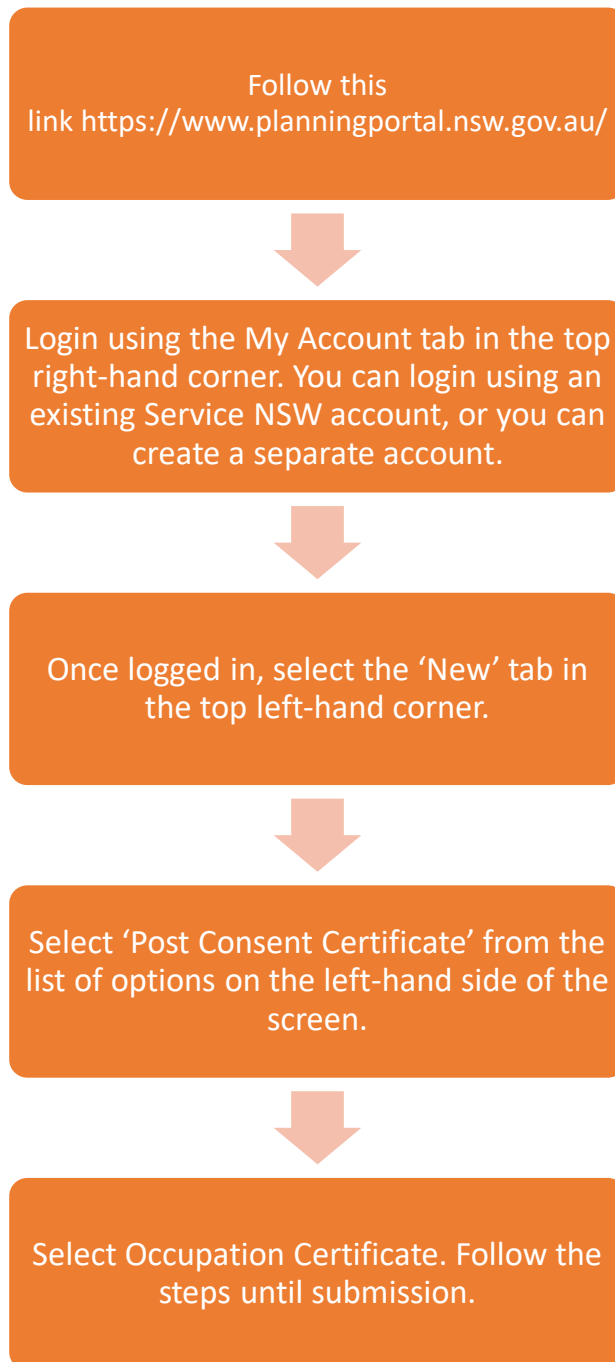 Follow this
link https://www.planningportal.nsw.gov.au/
Login using the My Account tab in the top
right-hand corner. You can login using an
existing Service NSW account, or you can
create a separate account.
Once logged in, select the ‘New’ tab in
the top left-hand corner.
Select ‘Post Consent Certificate’ from the
list of options on the left-hand side of the
screen.
Select Occupation Certificate. Follow the
steps until submission.